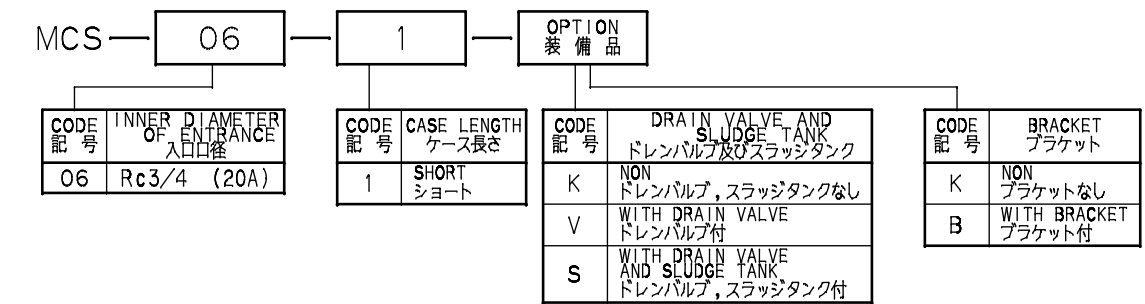 MCS — 06 — 1 — OPTION
装 備 品
CODE
記 号
INNER DIAMETER
OF ENTRANCE
入口口径
06
Rc3/4 (20A)
CODE
記 号
CASE LENGTH
ケース長さ
1
SHORT
ショート
CODE
記 号
DRAIN VALVE AND
SLUDGE TANK
ドレンバルブ及びスラッジタンク
K
NON
ドレンバルブ,スラッジタンクなし
V
WITH DRAIN VALVE
ドレンバルブ付
S
WITH DRAIN VALVE
AND SLUDGE TANK
ドレンバルブ,スラッジタンク付
CODE
記 号
BRACKET
ブラケット
K
NON
ブラケットなし
B
WITH BRACKET
ブラケット付